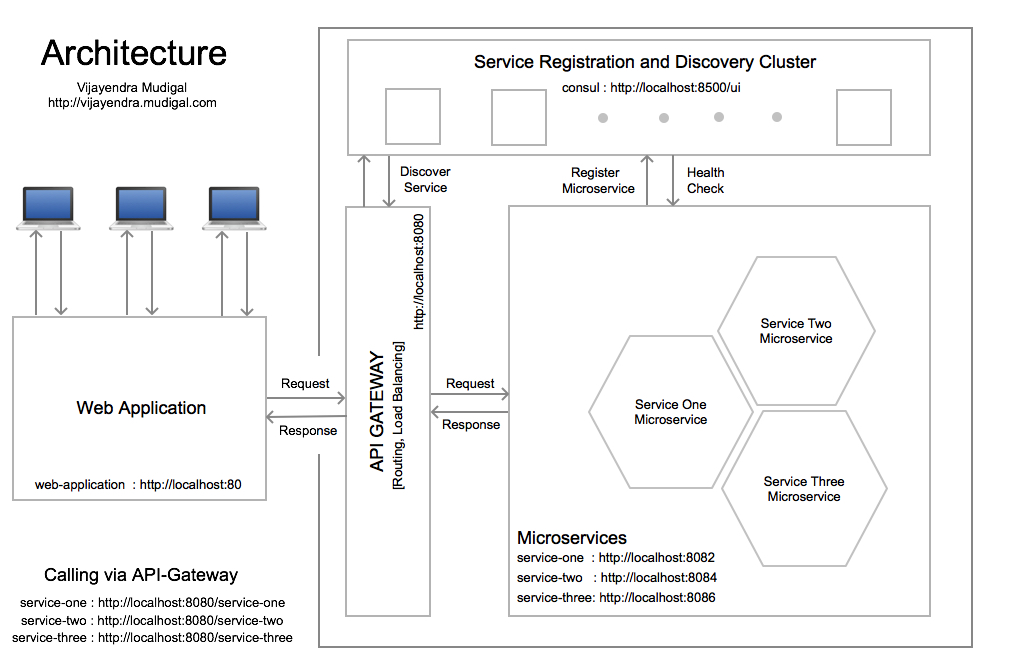 Architecture
Vijayendra Mudigal
http://vijayendra.mudigal.com
Service Registration and Discovery Cluster
consul : http://localhost:8500/ui
Discover
Service
Register
Microservice
Health
Check
http://localhost:8080
API GATEWAY
[Routing, Load Balancing]
Web Application
web-application : http://localhost:80
Request
Response
Request
Response
Service Two
Microservice
Service One
Microservice
Service Three
Microservice
Microservices
service-one : http://localhost:8082
service-two : http://localhost:8084
service-three: http://localhost:8086
Calling via API-Gateway
service-one : http://localhost:8080/service-one
service-two : http://localhost:8080/service-two
service-three : http://localhost:8080/service-three